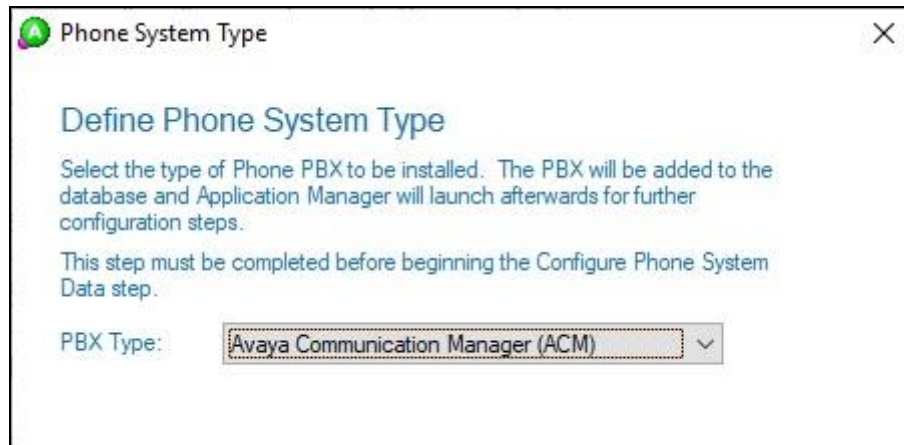 Phone System Type
Define Phone System Type
Select the type of Phone PBX to be installed.  The PBX will be added to the
database and Application Manager will launch afterwards for further
configuration steps.
This step must be completed before beginning the Configure Phone System
Data step.
PBX Type: Avaya Communication Manager (ACM)